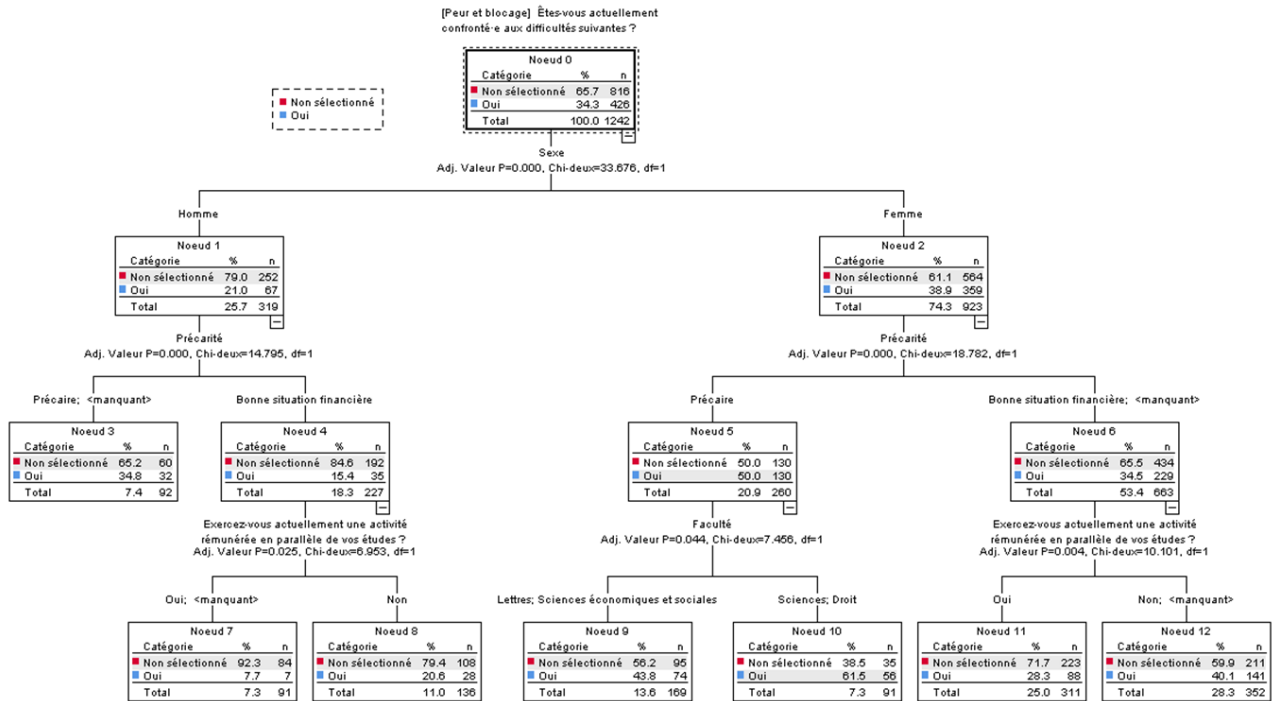 [Peur et blocage] Êtes-vous actuellement
confronté·e aux difficultés suivantes ?
Non sélectionné
Oui
Noeud 0
Catégorie % n
Non sélectionné 65.7 816
Oui 34.3 426
Total 100.0 1242
Sexe
Adj. Valeur P=0.000, Chi-deux=33.676, df=1
Homme
Femme
Noeud 1
Catégorie % n
Non sélectionné 79.0 252
Oui 21.0 67
Total 25.7 319
Noeud 2
Catégorie % n
Non sélectionné 61.1 564
Oui 38.9 359
Total 74.3 923
Précarité
Adj. Valeur P=0.000, Chi-deux=14.795, df=1
Précarité
Adj. Valeur P=0.000, Chi-deux=18.782, df=1
Précaire; <manquant>
Bonne situation financière
Précaire
Bonne situation financière; <manquant>
Noeud 3
Catégorie % n
Non sélectionné 65.2 60
Oui 34.8 32
Total 7.4 92
Noeud 4
Catégorie % n
Non sélectionné 84.6 192
Oui 15.4 35
Total 18.3 227
Noeud 5
Catégorie % n
Non sélectionné 50.0 130
Oui 50.0 130
Total 20.9 260
Noeud 6
Catégorie % n
Non sélectionné 65.5 434
Oui 34.5 229
Total 53.4 663
Exercez-vous actuellement une activité
rémunérée en parallèle de vos études ?
Adj. Valeur P=0.025, Chi-deux=6.953, df=1
Faculté
Adj. Valeur P=0.044, Chi-deux=7.456, df=1
Exercez-vous actuellement une activité
rémunérée en parallèle de vos études ?
Adj. Valeur P=0.004, Chi-deux=10.101, df=1
Oui; <manquant>
Non
Lettres; Sciences économiques et sociales
Sciences; Droit
Oui
Non; <manquant>
Noeud 7
Catégorie % n
Non sélectionné 92.3 84
Oui 7.7 7
Total 7.3 91
Noeud 8
Catégorie % n
Non sélectionné 79.4 108
Oui 20.6 28
Total 11.0 136
Noeud 9
Catégorie % n
Non sélectionné 56.2 95
Oui 43.8 74
Total 13.6 169
Noeud 10
Catégorie % n
Non sélectionné 38.5 35
Oui 61.5 56
Total 7.3 91
Noeud 11
Catégorie % n
Non sélectionné 71.7 223
Oui 28.3 88
Total 25.0 311
Noeud 12
Catégorie % n
Non sélectionné 59.9 211
Oui 40.1 141
Total 28.3 352